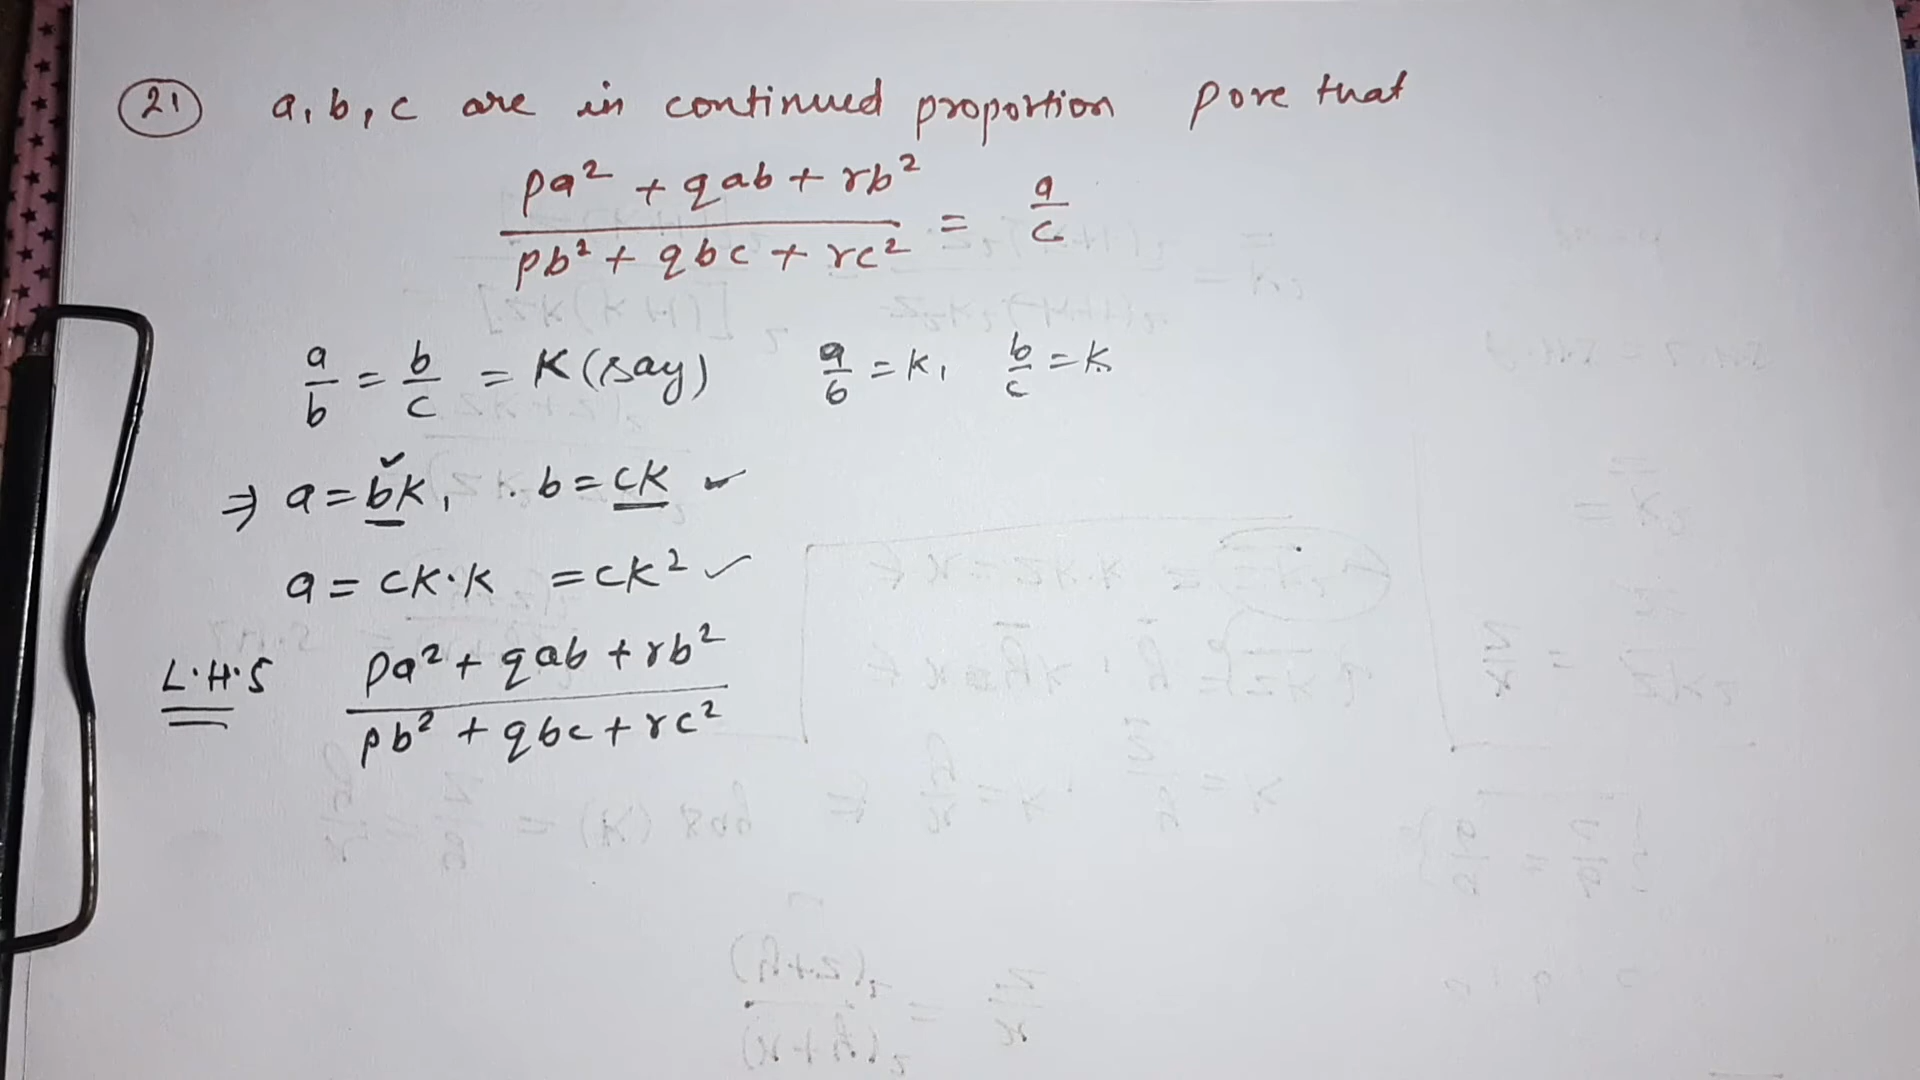 21 a, b, c are in continued proportion pore that
pa² + qab + rb² / pb² + qbc + rc² = a/c
a/b = b/c = K (say) a/b = k, b/c = k
⇒ a = bk, b = ck ✓
a = ck·k = ck² ✓
L.H.S pa² + qab + rb² / pb² + qbc + rc²